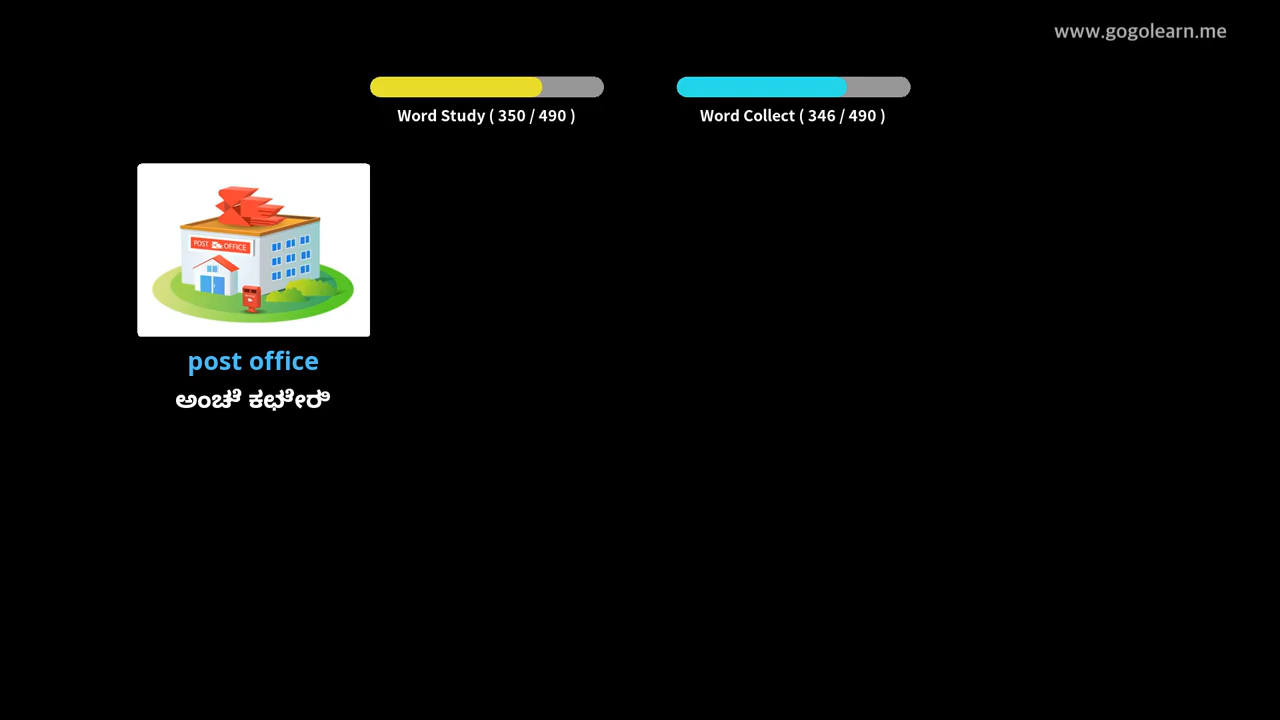 www.gogolearn.me
Word Study ( 350 / 490 )
Word Collect ( 346 / 490 )
POST OFFICE
post office
ಅಂಚೆ ಕಛೇರಿ